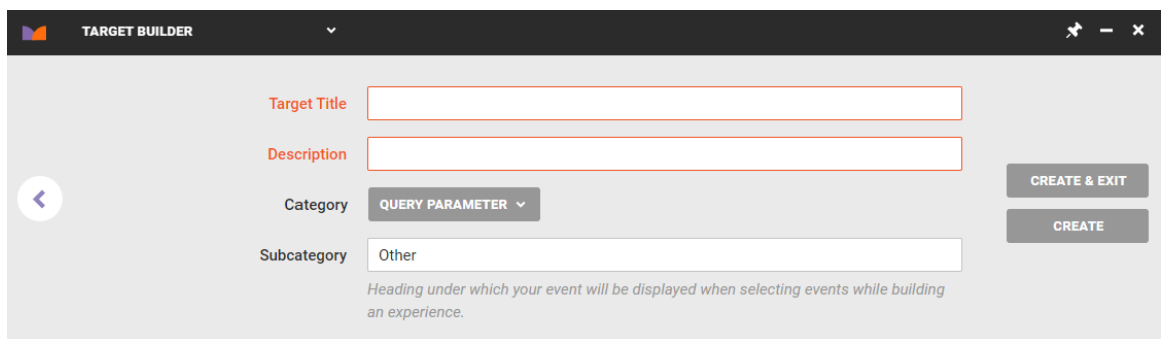 TARGET BUILDER
Target Title
Description
CREATE & EXIT
Category QUERY PARAMETER
CREATE
Subcategory Other
Heading under which your event will be displayed when selecting events while building
an experience.